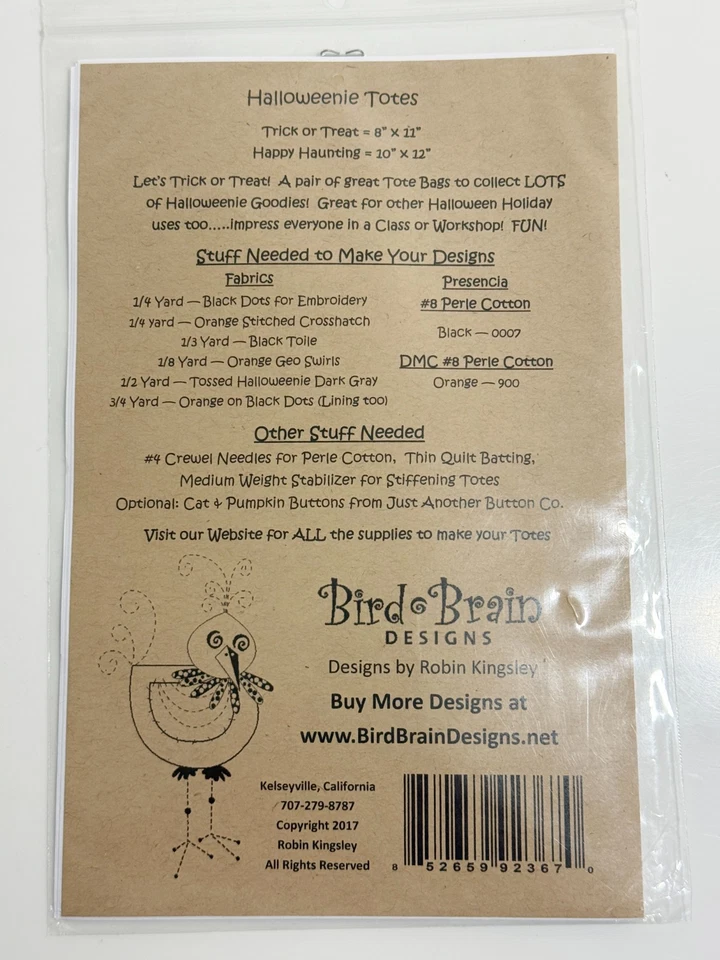 Halloweenie Totes
Trick or Treat = 8" X 11"
Happy Haunting = 10" X 12"
Let's Trick or Treat!  A pair of great Tote Bags to collect LOTS
of Halloweenie Goodies!  Great for other Halloween Holiday
uses too.....impress everyone in a Class or Workshop!  FUN!
Stuff Needed to Make Your Designs
Fabrics
1/4 Yard — Black Dots for Embroidery
1/4 yard — Orange Stitched Crosshatch
1/3 Yard — Black Toile
1/8 Yard — Orange Geo Swirls
1/2 Yard — Tossed Halloweenie Dark Gray
3/4 Yard — Orange on Black Dots (Lining too)
Presencia
#8 Perle Cotton
Black — 0007
DMC #8 Perle Cotton
Orange — 900
Other Stuff Needed
#4 Crewel Needles for Perle Cotton,  Thin Quilt Batting,
Medium Weight Stabilizer for Stiffening Totes
Optional: Cat & Pumpkin Buttons from Just Another Button Co.
Visit our Website for ALL the supplies to make your Totes
Bird Brain
DESIGNS
Designs by Robin Kingsley
Buy More Designs at
www.BirdBrainDesigns.net
Kelseyville, California
707-279-8787
Copyright 2017
Robin Kingsley
All Rights Reserved
8 52659 92367 0